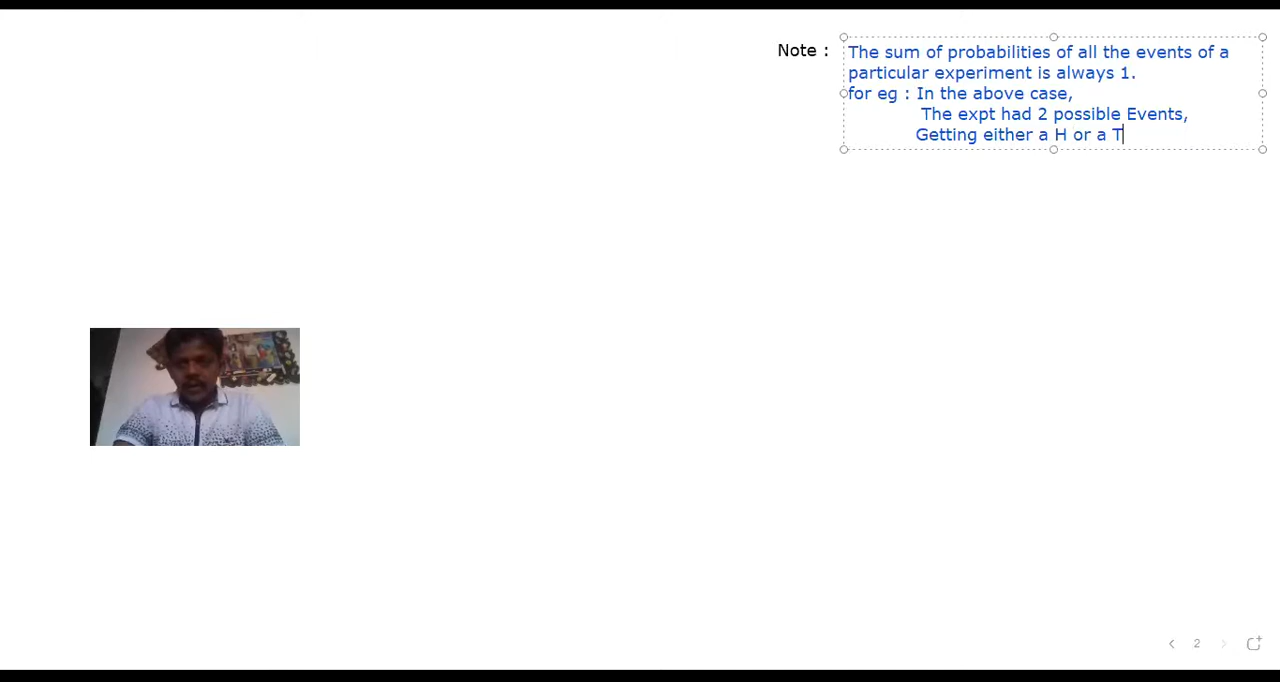 Note :
The sum of probabilities of all the events of a
particular experiment is always 1.
for eg : In the above case,
The expt had 2 possible Events,
Getting either a H or a T
2